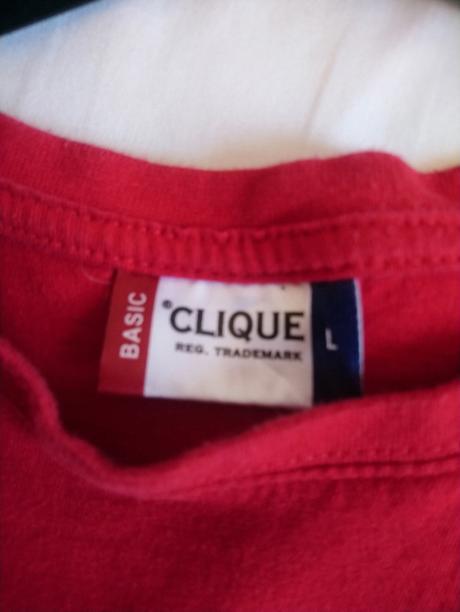 BASIC
®CLIQUE
REG. TRADEMARK
L